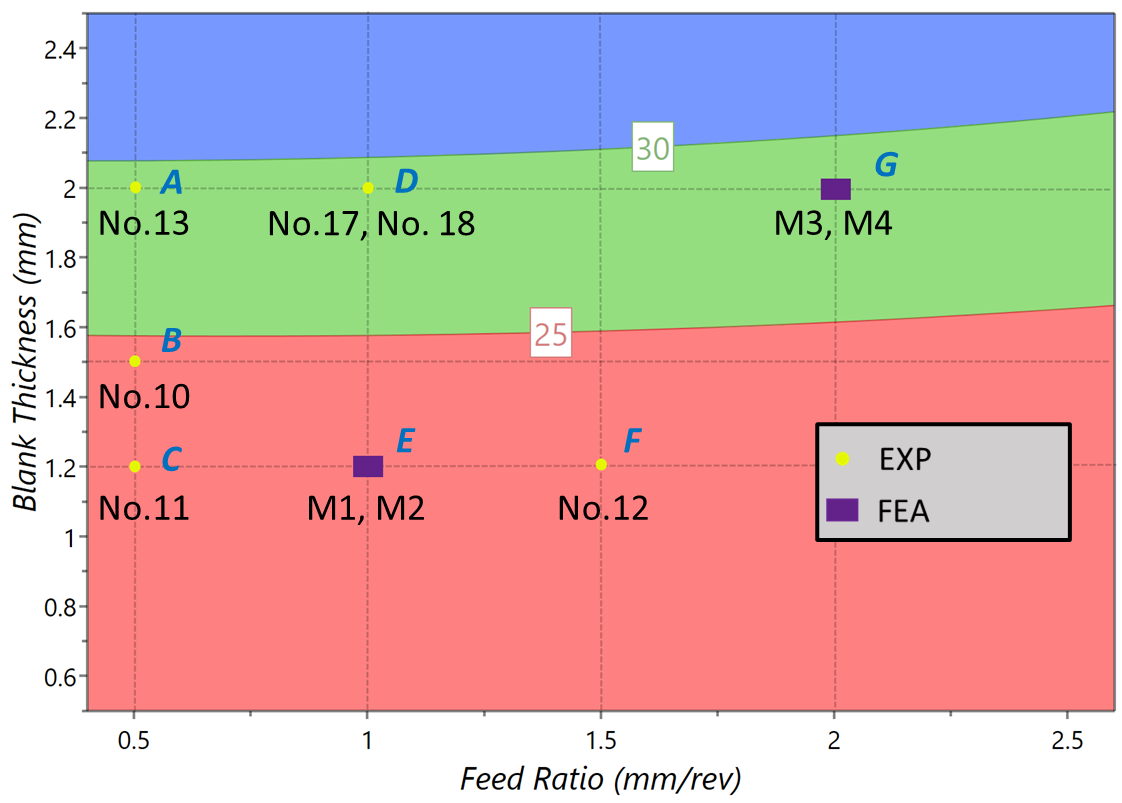 2.4
2.2
30
2
A
D
G
No.13
No.17, No. 18
M3, M4
1.8
1.6
25
B
1.4
No.10
1.2
C
E
F
No.11
M1, M2
No.12
EXP
FEA
1
0.8
0.6
Blank Thickness (mm)
0.5
1
1.5
2
2.5
Feed Ratio (mm/rev)